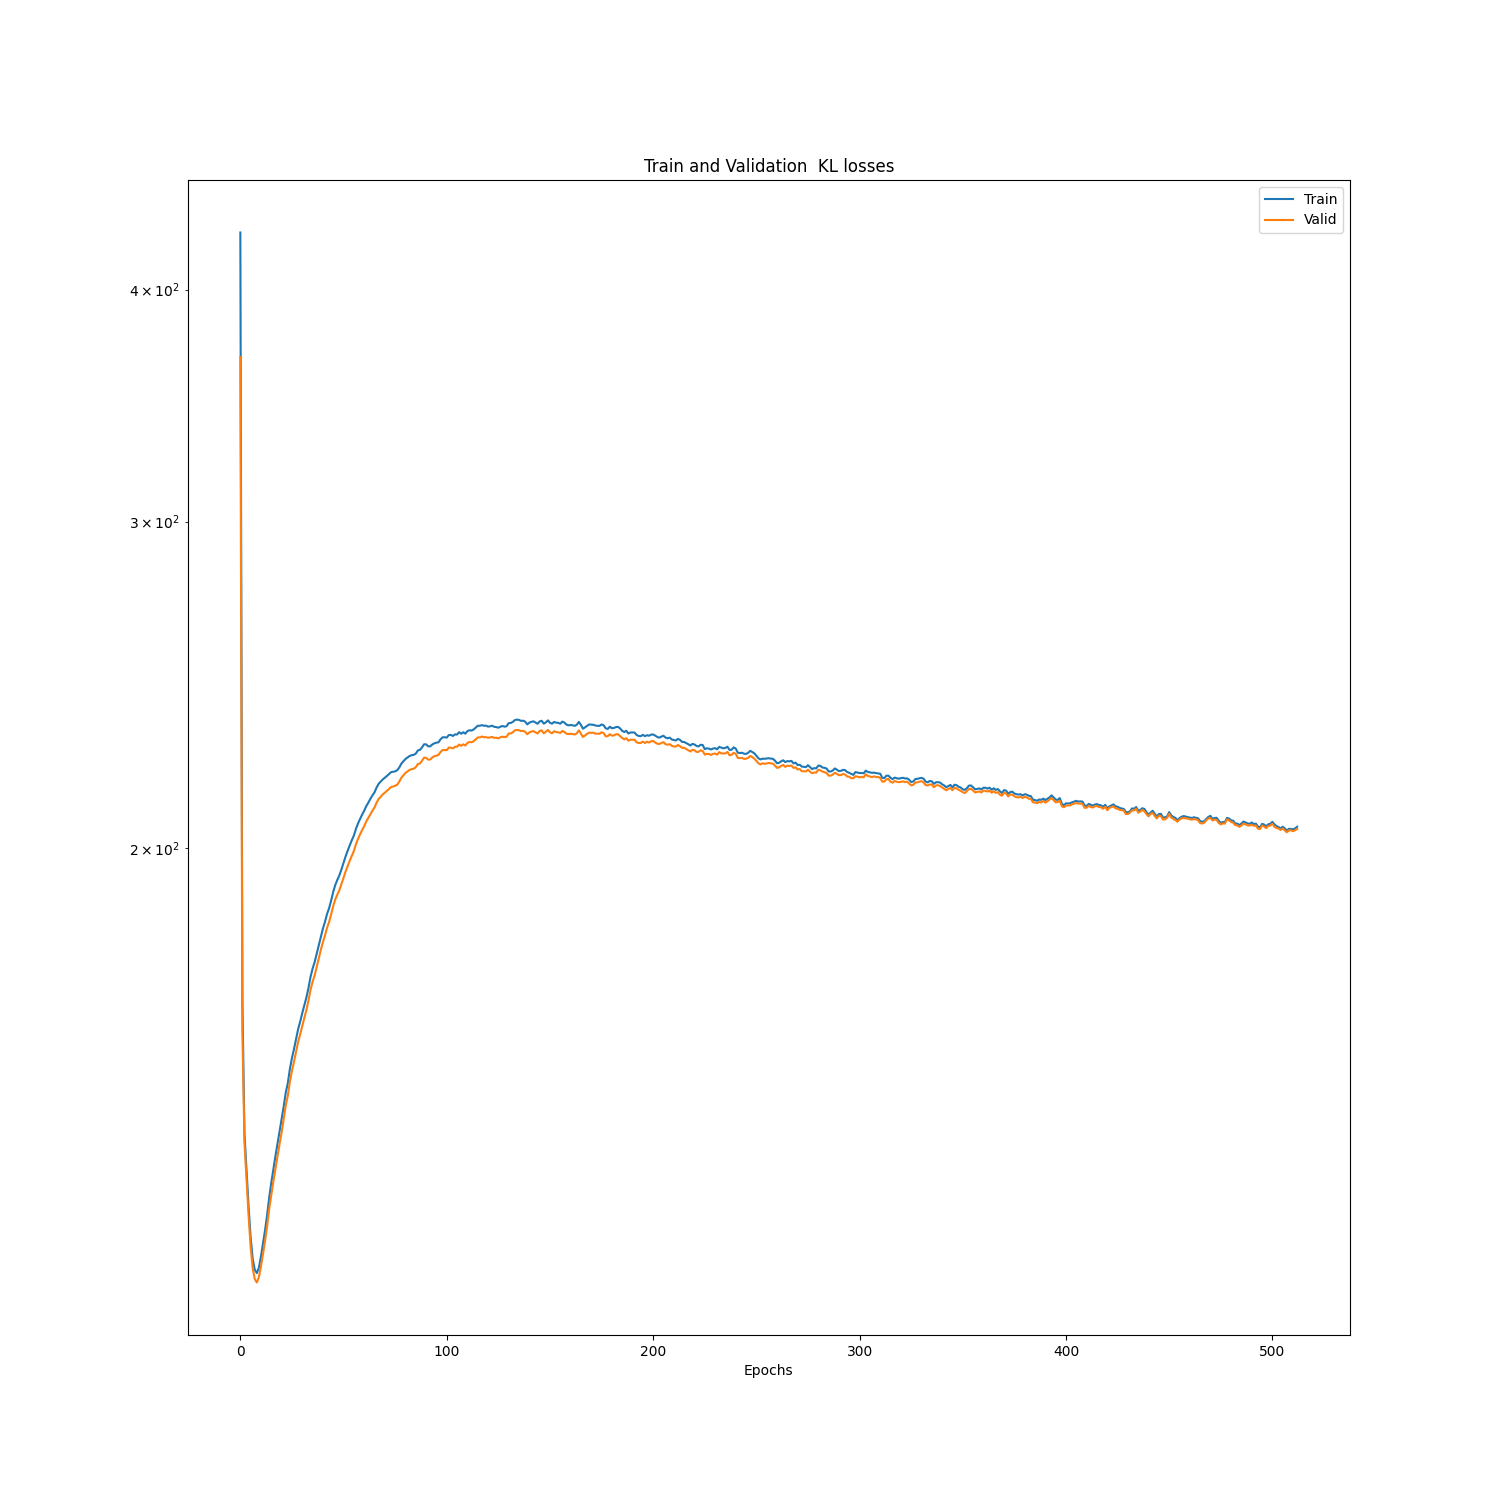 Train and Validation  KL losses
Train
Valid
4 × 10²
3 × 10²
2 × 10²
0 100 200 300 400 500
Epochs